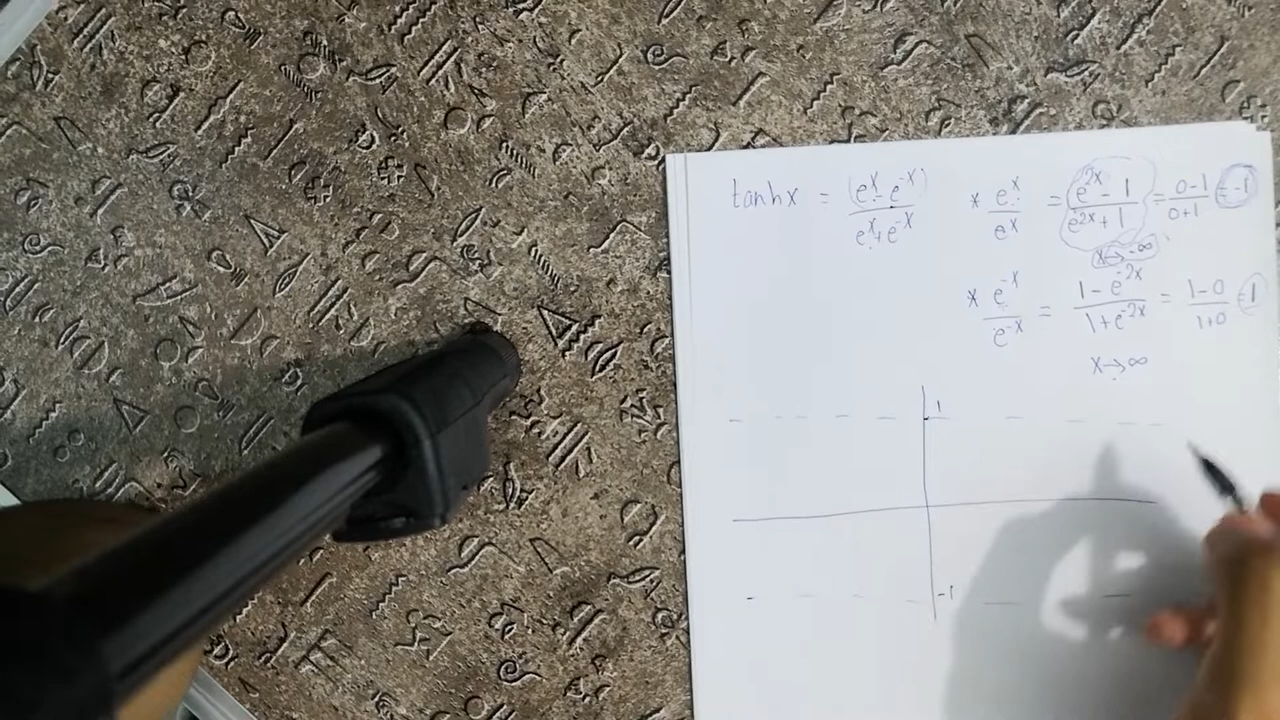 tanhx = (e^x - e^-x) / (e^x + e^-x) * e^x / e^x = (e^2x - 1) / (e^2x + 1) = (0-1) / (0+1) = -1
x → -∞
* e^-x / e^-x = (1 - e^-2x) / (1 + e^-2x) = (1-0) / (1+0) = 1
x → ∞
1
-1